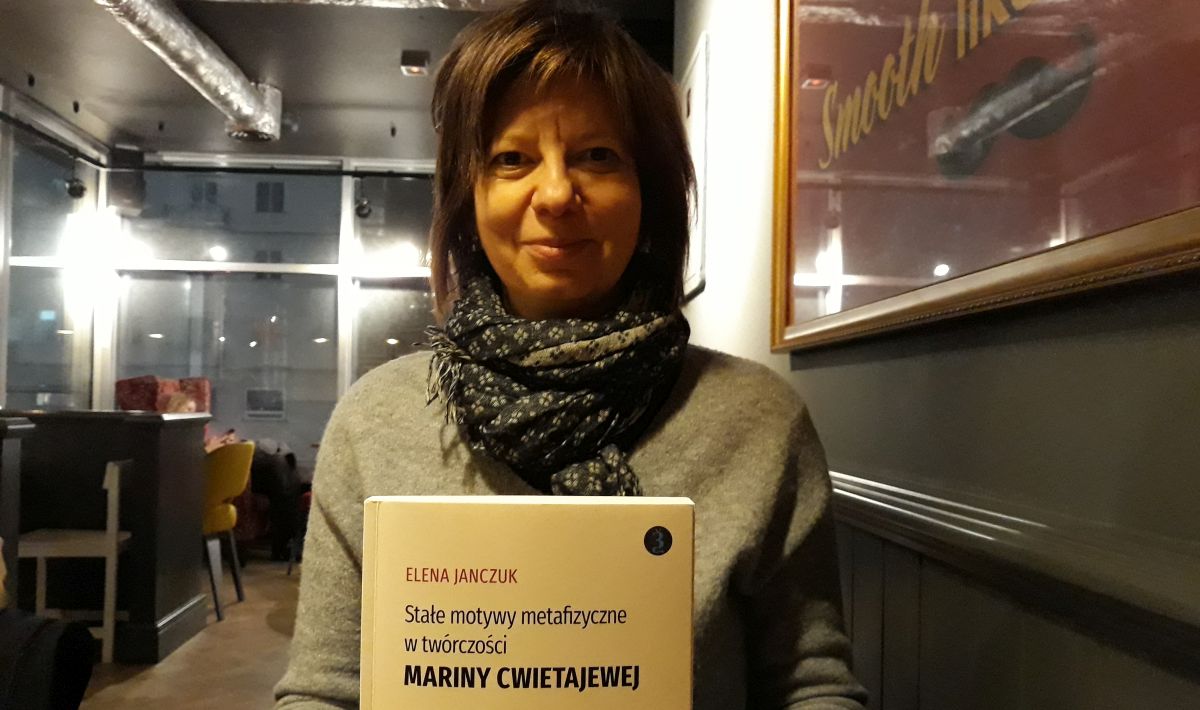 Smooth like
3
ELENA JANCZUK
Stałe motywy metafizyczne
w twórczości
MARINY CWIETAJEWEJ